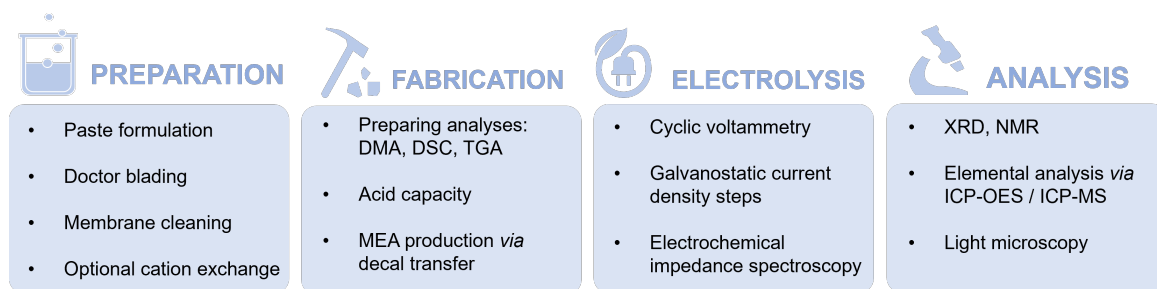 PREPARATION
• Paste formulation
• Doctor blading
• Membrane cleaning
• Optional cation exchange
FABRICATION
• Preparing analyses:
DMA, DSC, TGA
• Acid capacity
• MEA production via
decal transfer
ELECTROLYSIS
• Cyclic voltammetry
• Galvanostatic current
density steps
• Electrochemical
impedance spectroscopy
ANALYSIS
• XRD, NMR
• Elemental analysis via
ICP-OES / ICP-MS
• Light microscopy